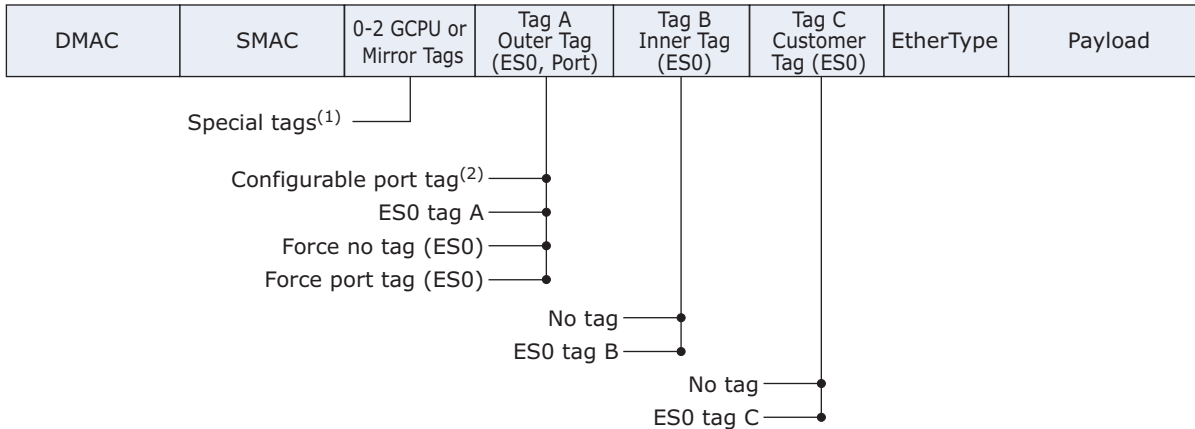 DMAC
SMAC
0-2 GCPU or
Mirror Tags
Tag A
Outer Tag
(ES0, Port)
Tag B
Inner Tag
(ES0)
Tag C
Customer
Tag (ES0)
EtherType
Payload
Special tags(1)
Configurable port tag(2)
ES0 tag A
Force no tag (ES0)
Force port tag (ES0)
No tag
ES0 tag B
No tag
ES0 tag C